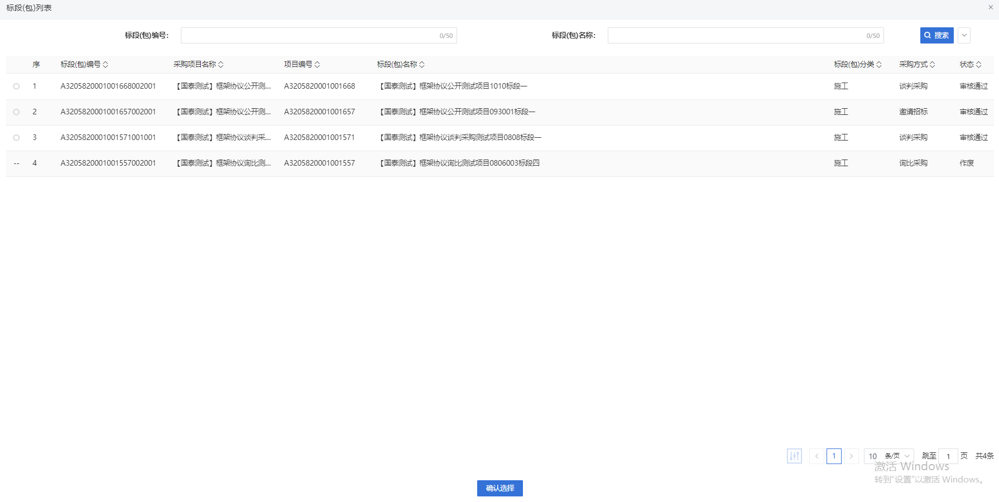 标段(包)列表
标段(包)编号: 0/50 标段(包)名称: 0/50 搜索
序 标段(包)编号 采购项目名称 项目编号 标段(包)名称 标段(包)分类 采购方式 状态
1 A3205820001001668002001 【国泰测试】框架协议公开测... A3205820001001668 【国泰测试】框架协议公开测试项目1010标段一 施工 谈判采购 审核通过
2 A3205820001001657002001 【国泰测试】框架协议公开测... A3205820001001657 【国泰测试】框架协议公开测试项目093001标段一 施工 邀请招标 审核通过
3 A3205820001001571001001 【国泰测试】框架协议谈判采... A3205820001001571 【国泰测试】框架协议谈判采购测试项目0808标段一 施工 谈判采购 审核通过
-- 4 A3205820001001557002001 【国泰测试】框架协议询比测... A3205820001001557 【国泰测试】框架协议询比测试项目0806003标段四 施工 询比采购 作废
1 10 条/页 跳至 1 页 共4条
激活 Windows
转到"设置"以激活 Windows。
确认选择